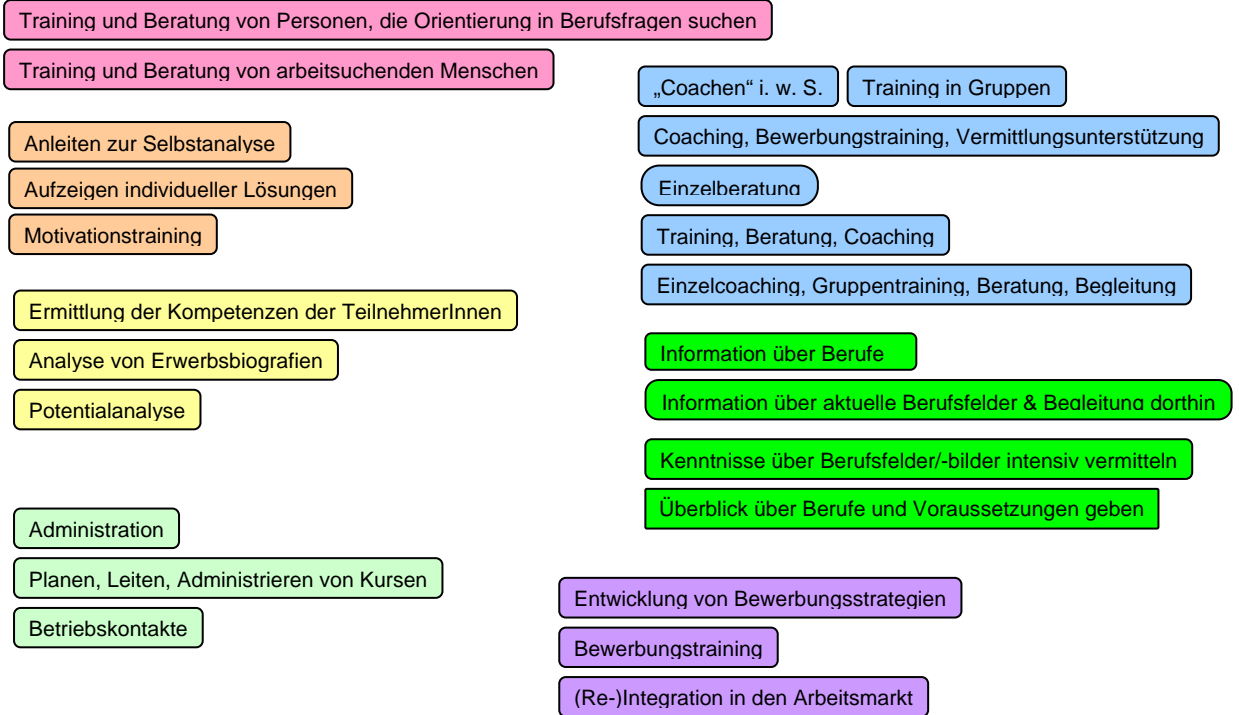 Training und Beratung von Personen, die Orientierung in Berufsfragen suchen
Training und Beratung von arbeitsuchenden Menschen
Anleiten zur Selbstanalyse
Aufzeigen individueller Lösungen
Motivationstraining
Ermittlung der Kompetenzen der TeilnehmerInnen
Analyse von Erwerbsbiografien
Potentialanalyse
Administration
Planen, Leiten, Administrieren von Kursen
Betriebskontakte
„Coachen“ i. w. S.
Training in Gruppen
Coaching, Bewerbungstraining, Vermittlungsunterstützung
Einzelberatung
Training, Beratung, Coaching
Einzelcoaching, Gruppentraining, Beratung, Begleitung
Information über Berufe
Information über aktuelle Berufsfelder & Begleitung dorthin
Kenntnisse über Berufsfelder/-bilder intensiv vermitteln
Überblick über Berufe und Voraussetzungen geben
Entwicklung von Bewerbungsstrategien
Bewerbungstraining
(Re-)Integration in den Arbeitsmarkt